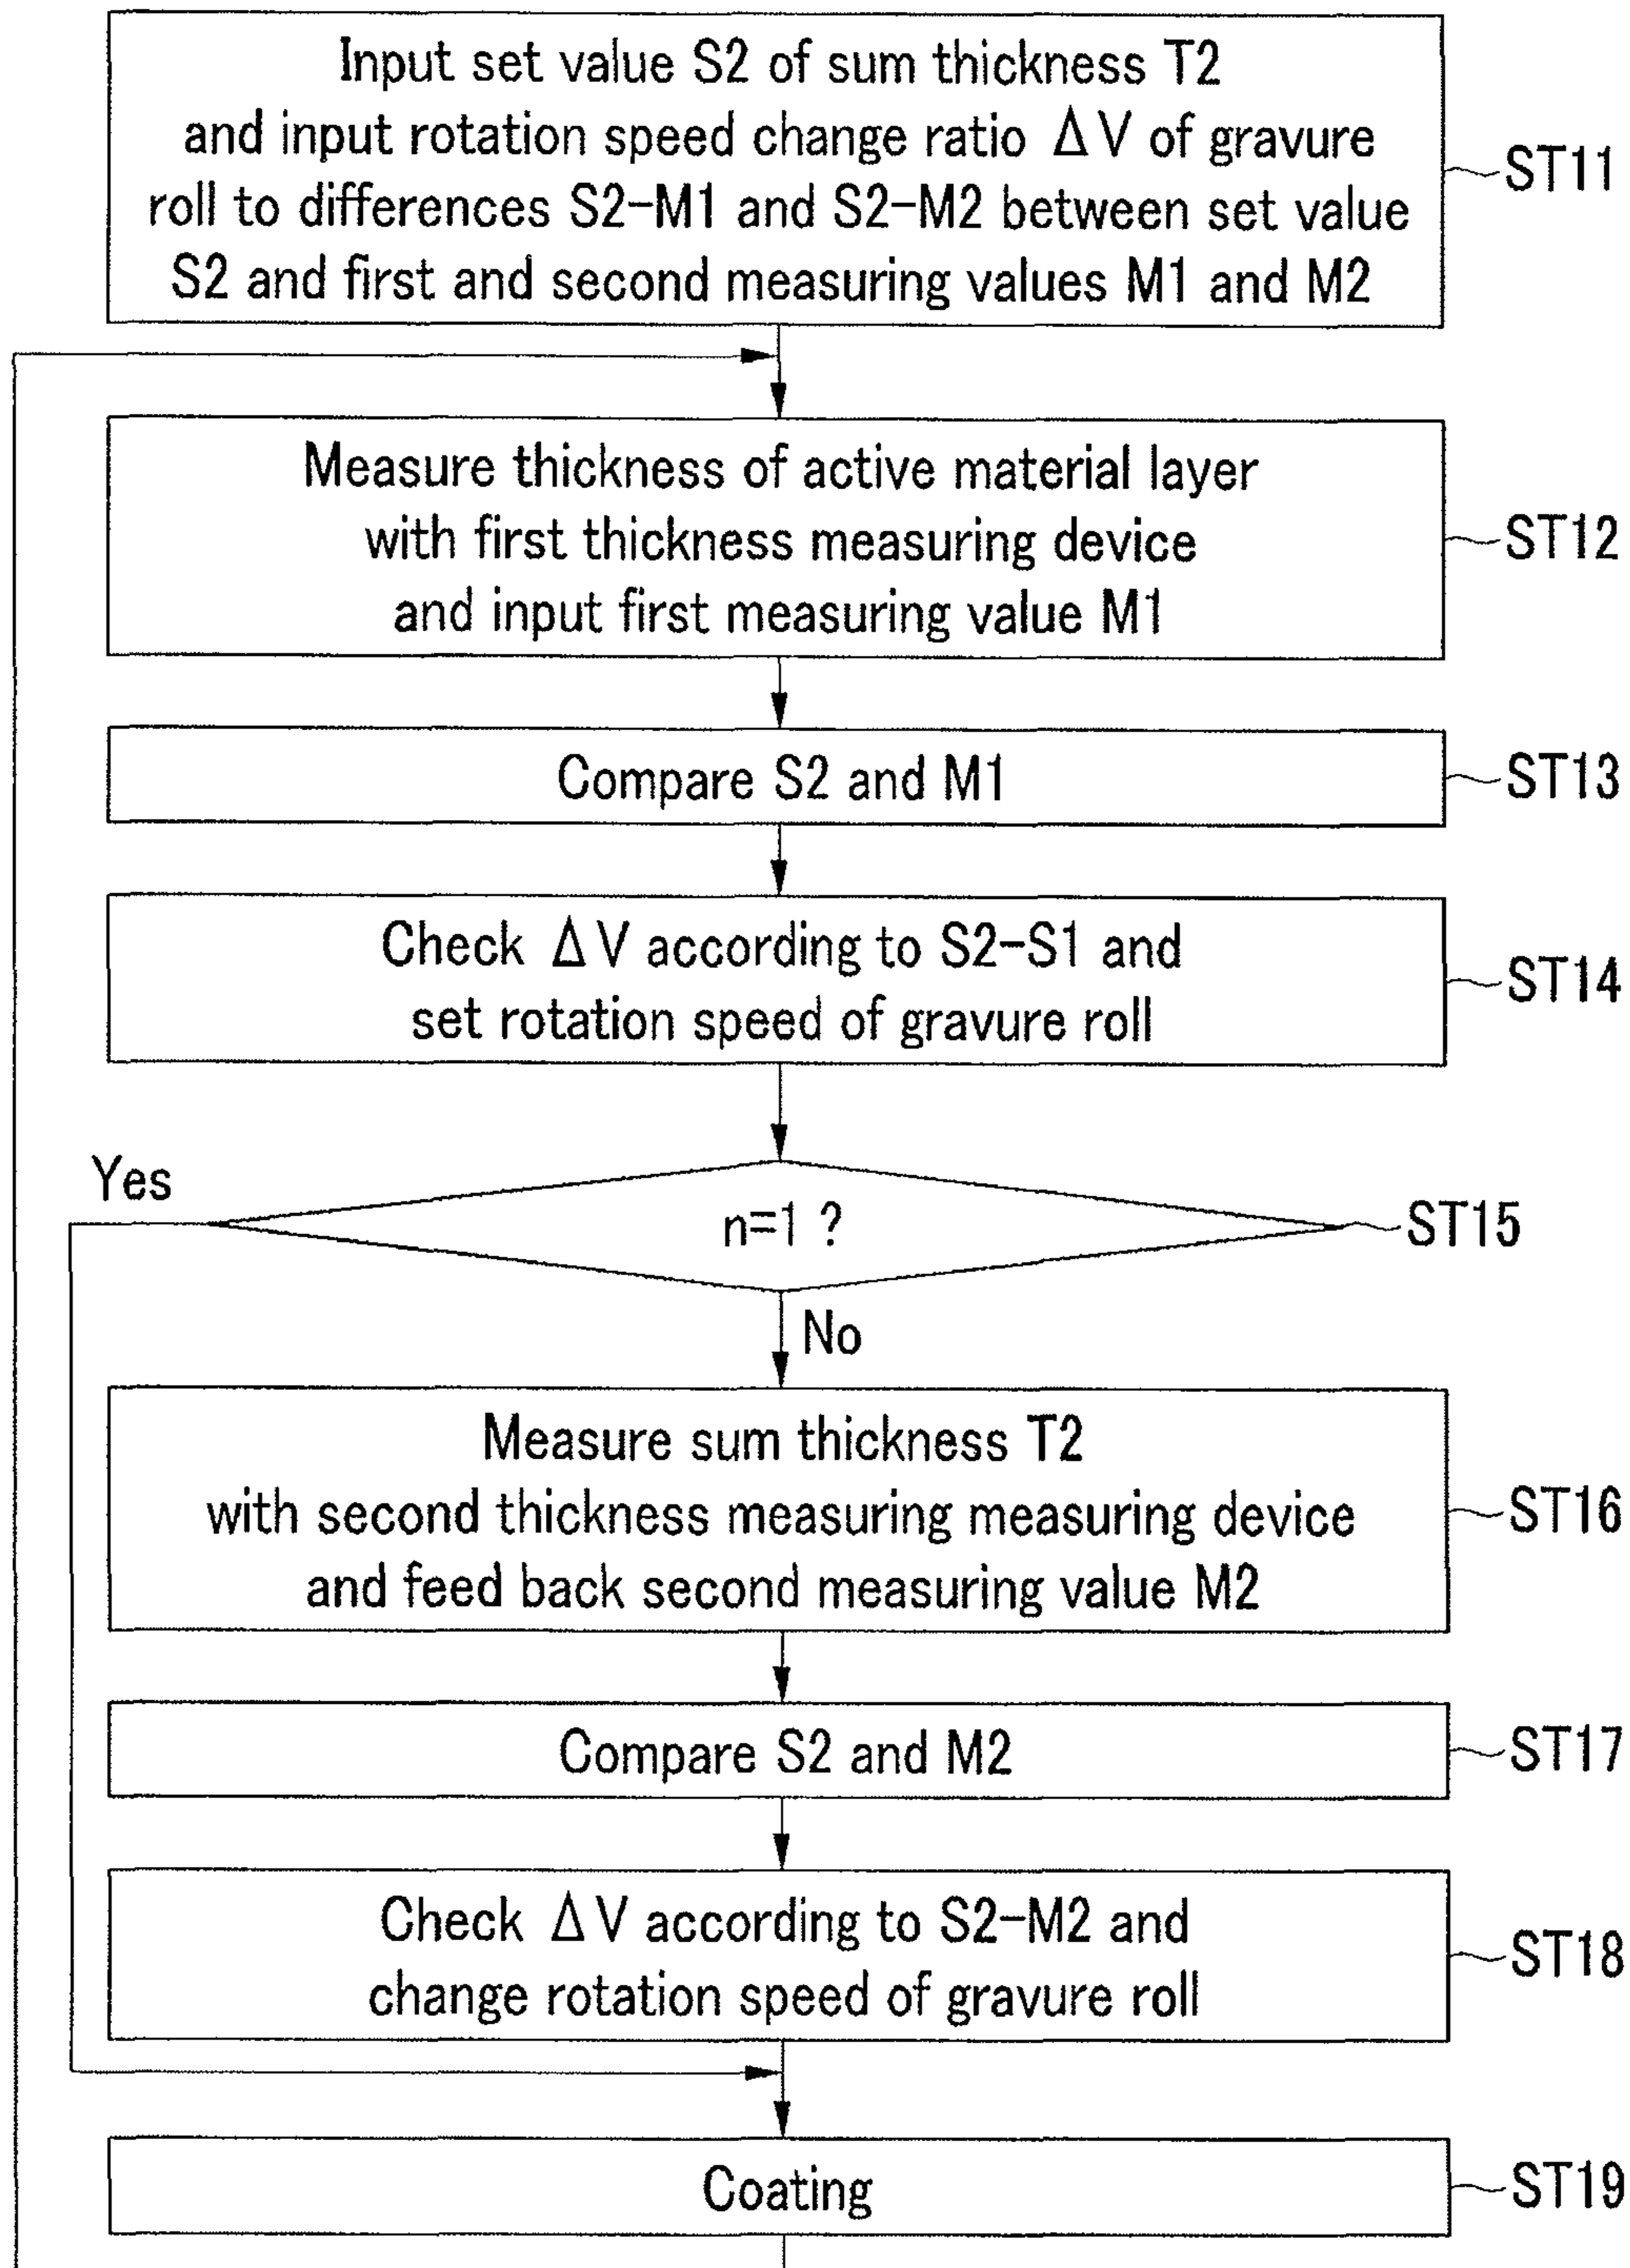 Input set value S2 of sum thickness T2
and input rotation speed change ratio ΔV of gravure
roll to differences S2-M1 and S2-M2 between set value
S2 and first and second measuring values M1 and M2
ST11
Measure thickness of active material layer
with first thickness measuring device
and input first measuring value M1
ST12
Compare S2 and M1
ST13
Check ΔV according to S2-S1 and
set rotation speed of gravure roll
ST14
Yes
n=1 ?
ST15
No
Measure sum thickness T2
with second thickness measuring measuring device
and feed back second measuring value M2
ST16
Compare S2 and M2
ST17
Check ΔV according to S2-M2 and
change rotation speed of gravure roll
ST18
Coating
ST19